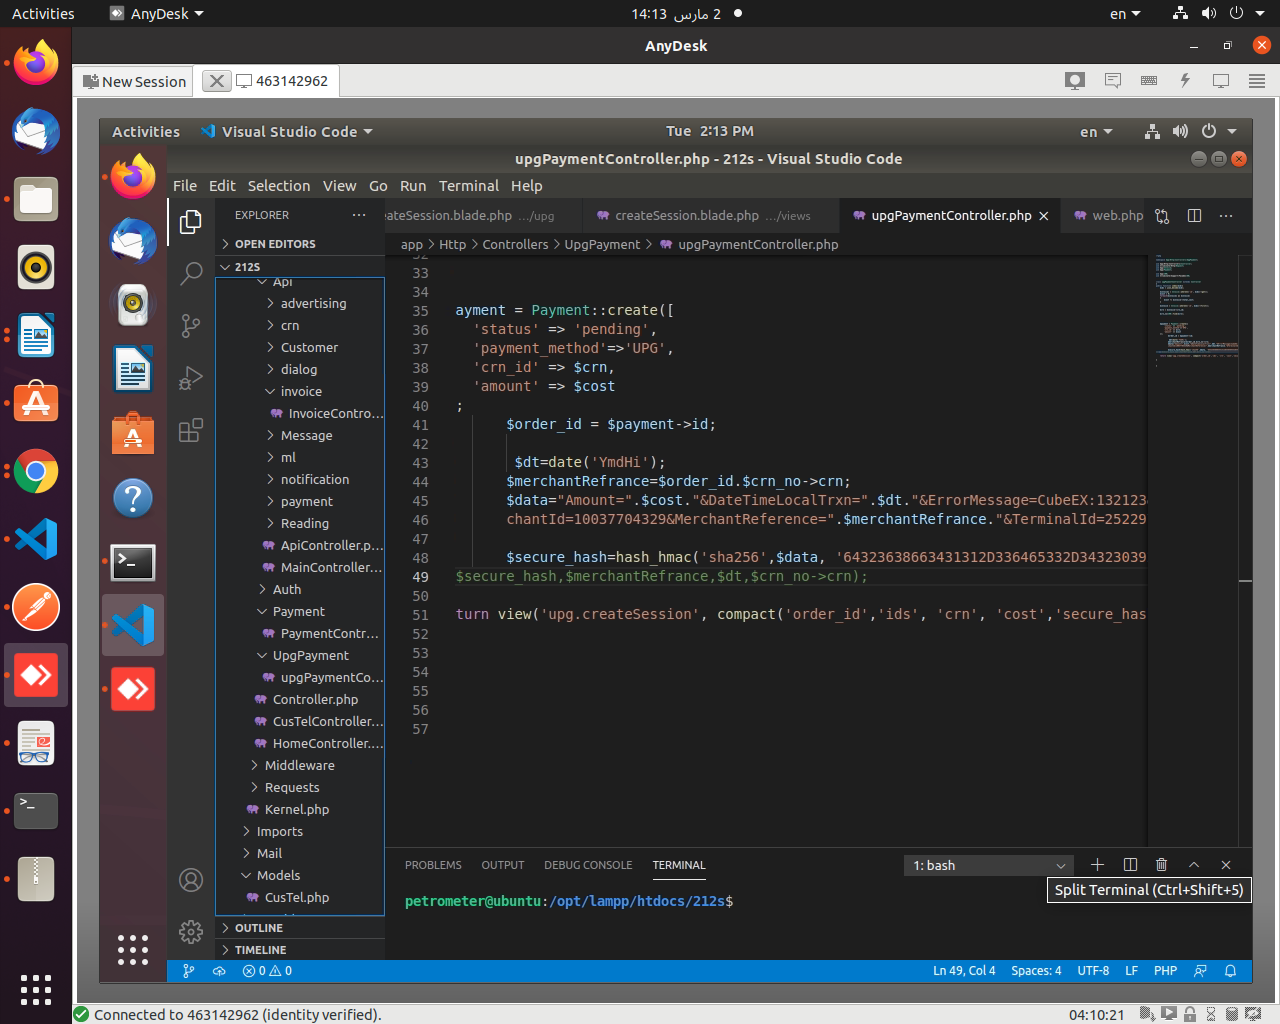 Activities
AnyDesk
2 مارس 14:13
en
AnyDesk
New Session
463142962
Activities
Visual Studio Code
Tue 2:13 PM
en
upgPaymentController.php - 212s - Visual Studio Code
File Edit Selection View Go Run Terminal Help
EXPLORER
eateSession.blade.php .../upg
createSession.blade.php .../views
upgPaymentController.php
web.php
OPEN EDITORS
app > Http > Controllers > UpgPayment > upgPaymentController.php
212S
Api
advertising
crn
Customer
dialog
invoice
InvoiceContro...
Message
ml
notification
payment
Reading
ApiController.p...
MainController...
Auth
Payment
PaymentContr...
UpgPayment
upgPaymentCo...
Controller.php
CusTelController...
HomeController....
Middleware
Requests
Kernel.php
Imports
Mail
Models
CusTel.php
OUTLINE
TIMELINE
32
33
34
35 ayment = Payment::create([
36 'status' => 'pending',
37 'payment_method'=>'UPG',
38 'crn_id' => $crn,
39 'amount' => $cost
40 ;
41 $order_id = $payment->id;
42
43 $dt=date('YmdHi');
44 $merchantRefrance=$order_id.$crn_no->crn;
45 $data="Amount=".$cost."&DateTimeLocalTrxn=".$dt."&ErrorMessage=CubeEX:132123
46 chantId=10037704329&MerchantReference=".$merchantRefrance."&TerminalId=25229
47
48 $secure_hash=hash_hmac('sha256',$data, '64323638663431312D336465332D34323039
49 $secure_hash,$merchantRefrance,$dt,$crn_no->crn);
50
51 turn view('upg.createSession', compact('order_id','ids', 'crn', 'cost','secure_has
52
53
54
55
56
57
PROBLEMS OUTPUT DEBUG CONSOLE TERMINAL
1: bash
Split Terminal (Ctrl+Shift+5)
petrometer@ubuntu:/opt/lampp/htdocs/212s$
0 0
Ln 49, Col 4 Spaces: 4 UTF-8 LF PHP
Connected to 463142962 (identity verified).
04:10:21